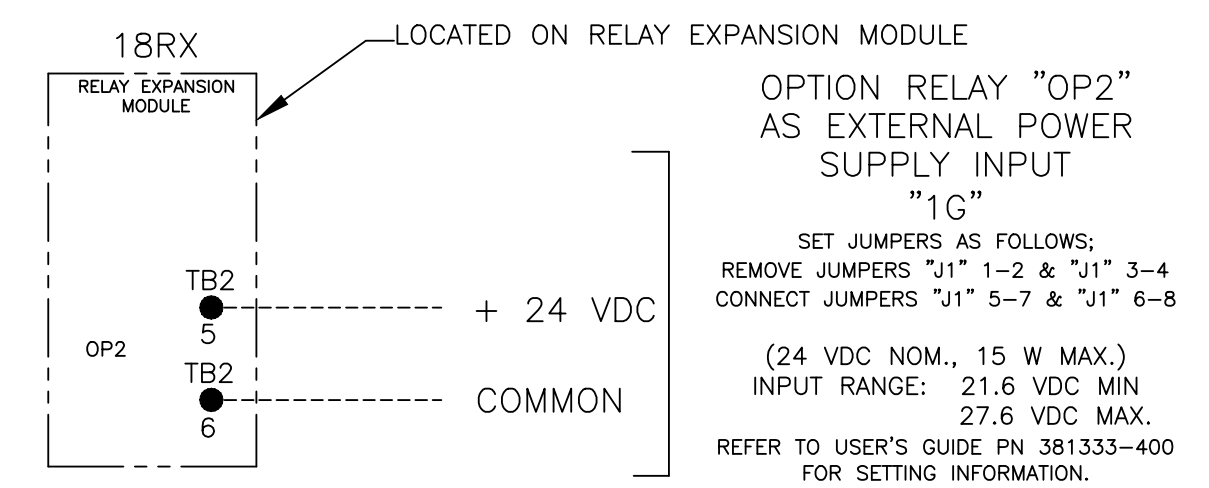 18RX
RELAY EXPANSION
MODULE
LOCATED ON RELAY EXPANSION MODULE
TB2
5
OP2
TB2
6
+ 24 VDC
COMMON
OPTION RELAY "OP2"
AS EXTERNAL POWER
SUPPLY INPUT
"1G"
SET JUMPERS AS FOLLOWS;
REMOVE JUMPERS "J1" 1-2 & "J1" 3-4
CONNECT JUMPERS "J1" 5-7 & "J1" 6-8
(24 VDC NOM., 15 W MAX.)
INPUT RANGE: 21.6 VDC MIN
27.6 VDC MAX.
REFER TO USER'S GUIDE PN 381333-400
FOR SETTING INFORMATION.